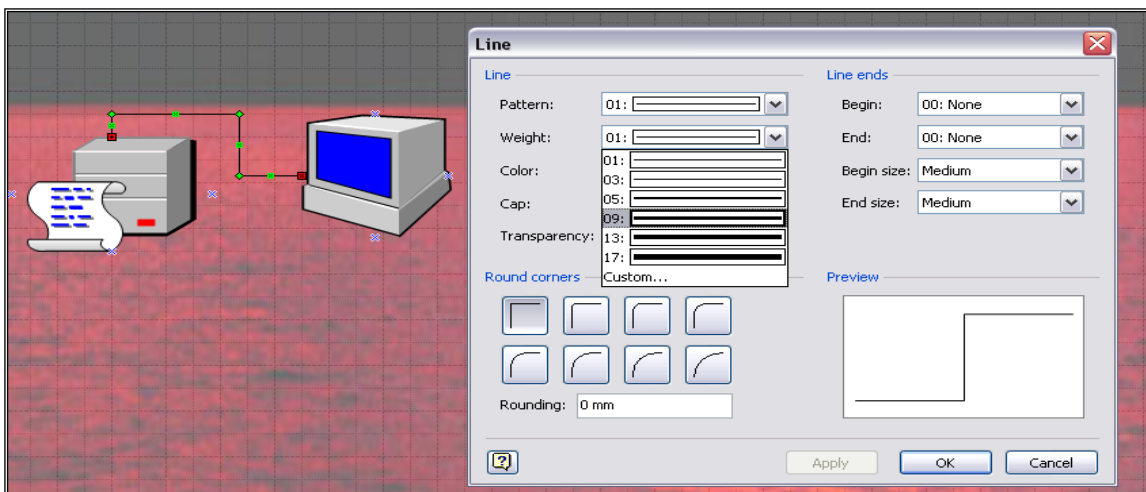 Line
Line
Pattern: 01:
Weight: 01:
01:
03:
05:
09:
13:
17:
Custom...
Color:
Cap:
Transparency:
Line ends
Begin: 00: None
End: 00: None
Begin size: Medium
End size: Medium
Round corners
Rounding: 0 mm
Preview
?
Apply
OK
Cancel